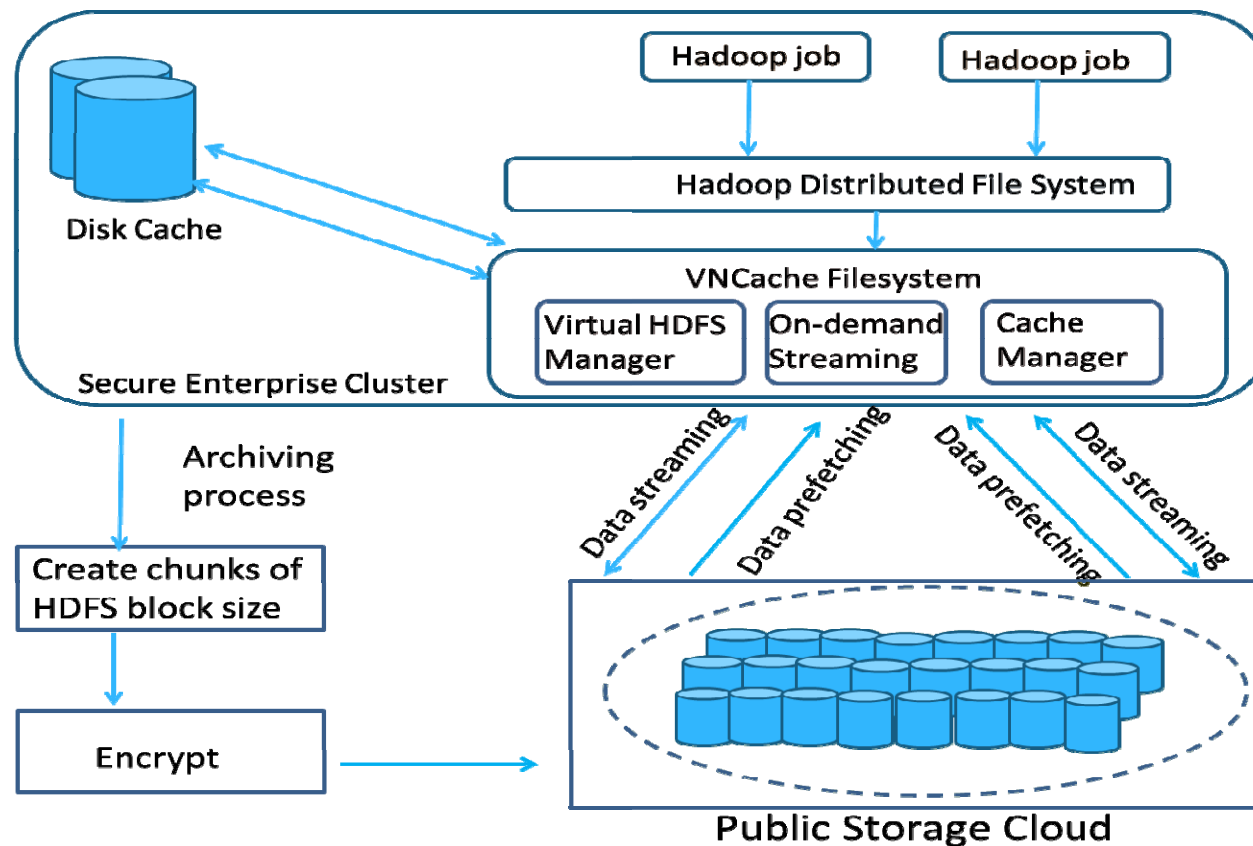 Hadoop job
Hadoop job
Hadoop Distributed File System
Disk Cache
VNCache Filesystem
Virtual HDFS
Manager
On-demand
Streaming
Cache
Manager
Secure Enterprise Cluster
Archiving
process
Data streaming
Data prefetching
Data prefetching
Data streaming
Create chunks of
HDFS block size
Encrypt
Public Storage Cloud